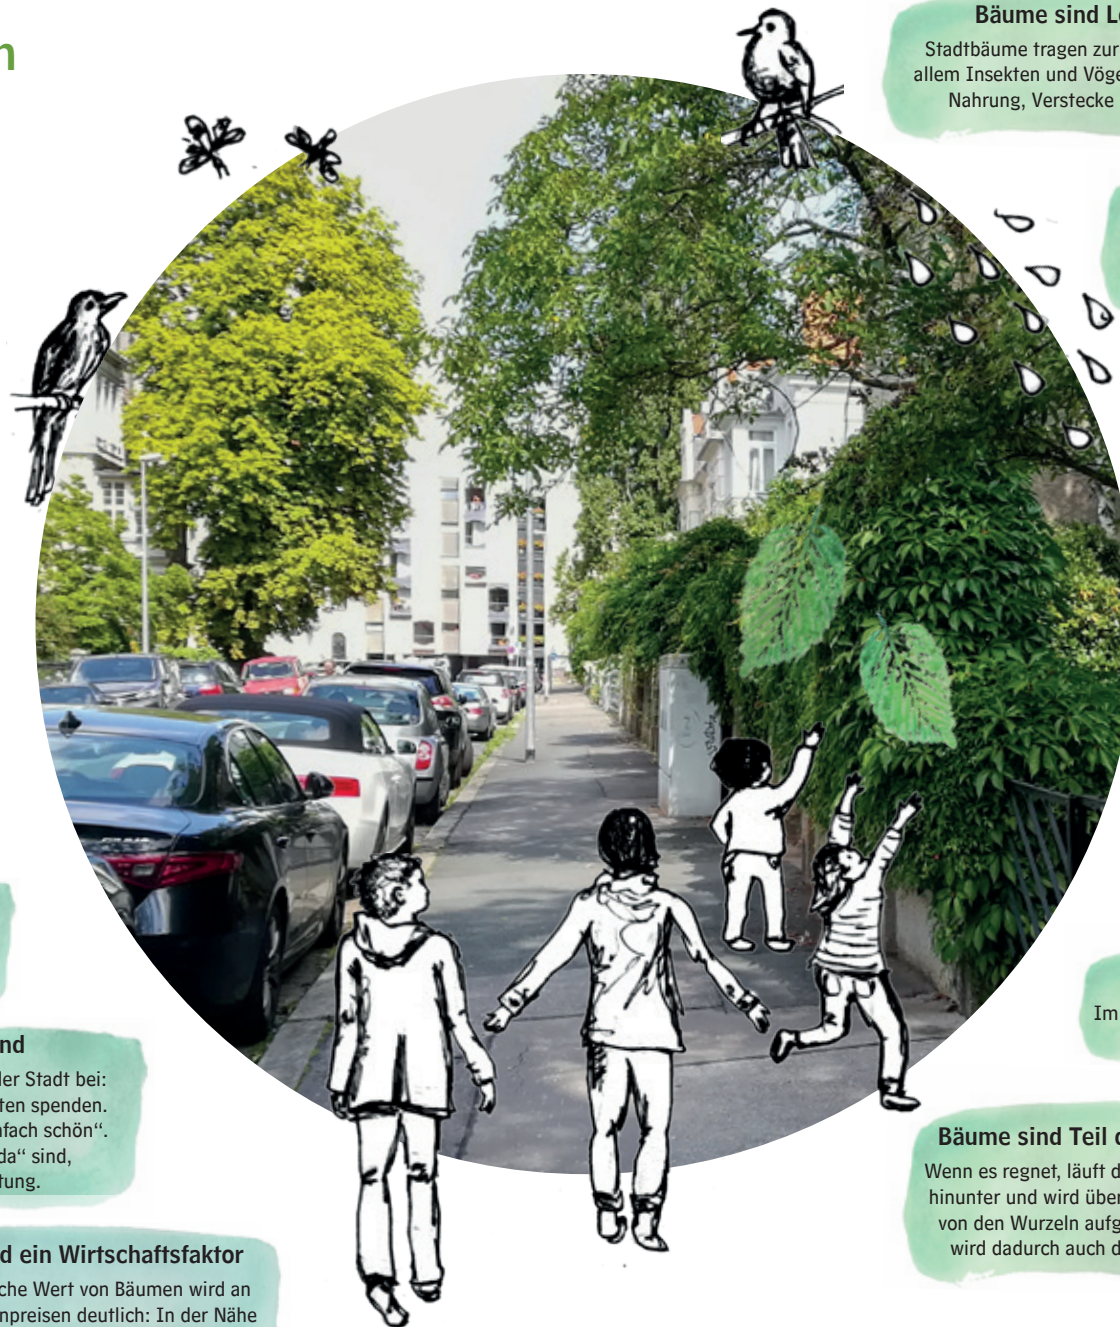 n
Bäume sind Le
Stadtbäume tragen zur
allem Insekten und Vöge
Nahrung, Verstecke
Im
nd
der Stadt bei:
ten spenden.
nfach schön“.
da“ sind,
tung.
Bäume sind Teil d
Wenn es regnet, läuft d
hinunter und wird über
von den Wurzeln aufg
wird dadurch auch d
d ein Wirtschaftsfaktor
che Wert von Bäumen wird an
npreisen deutlich: In der Nähe